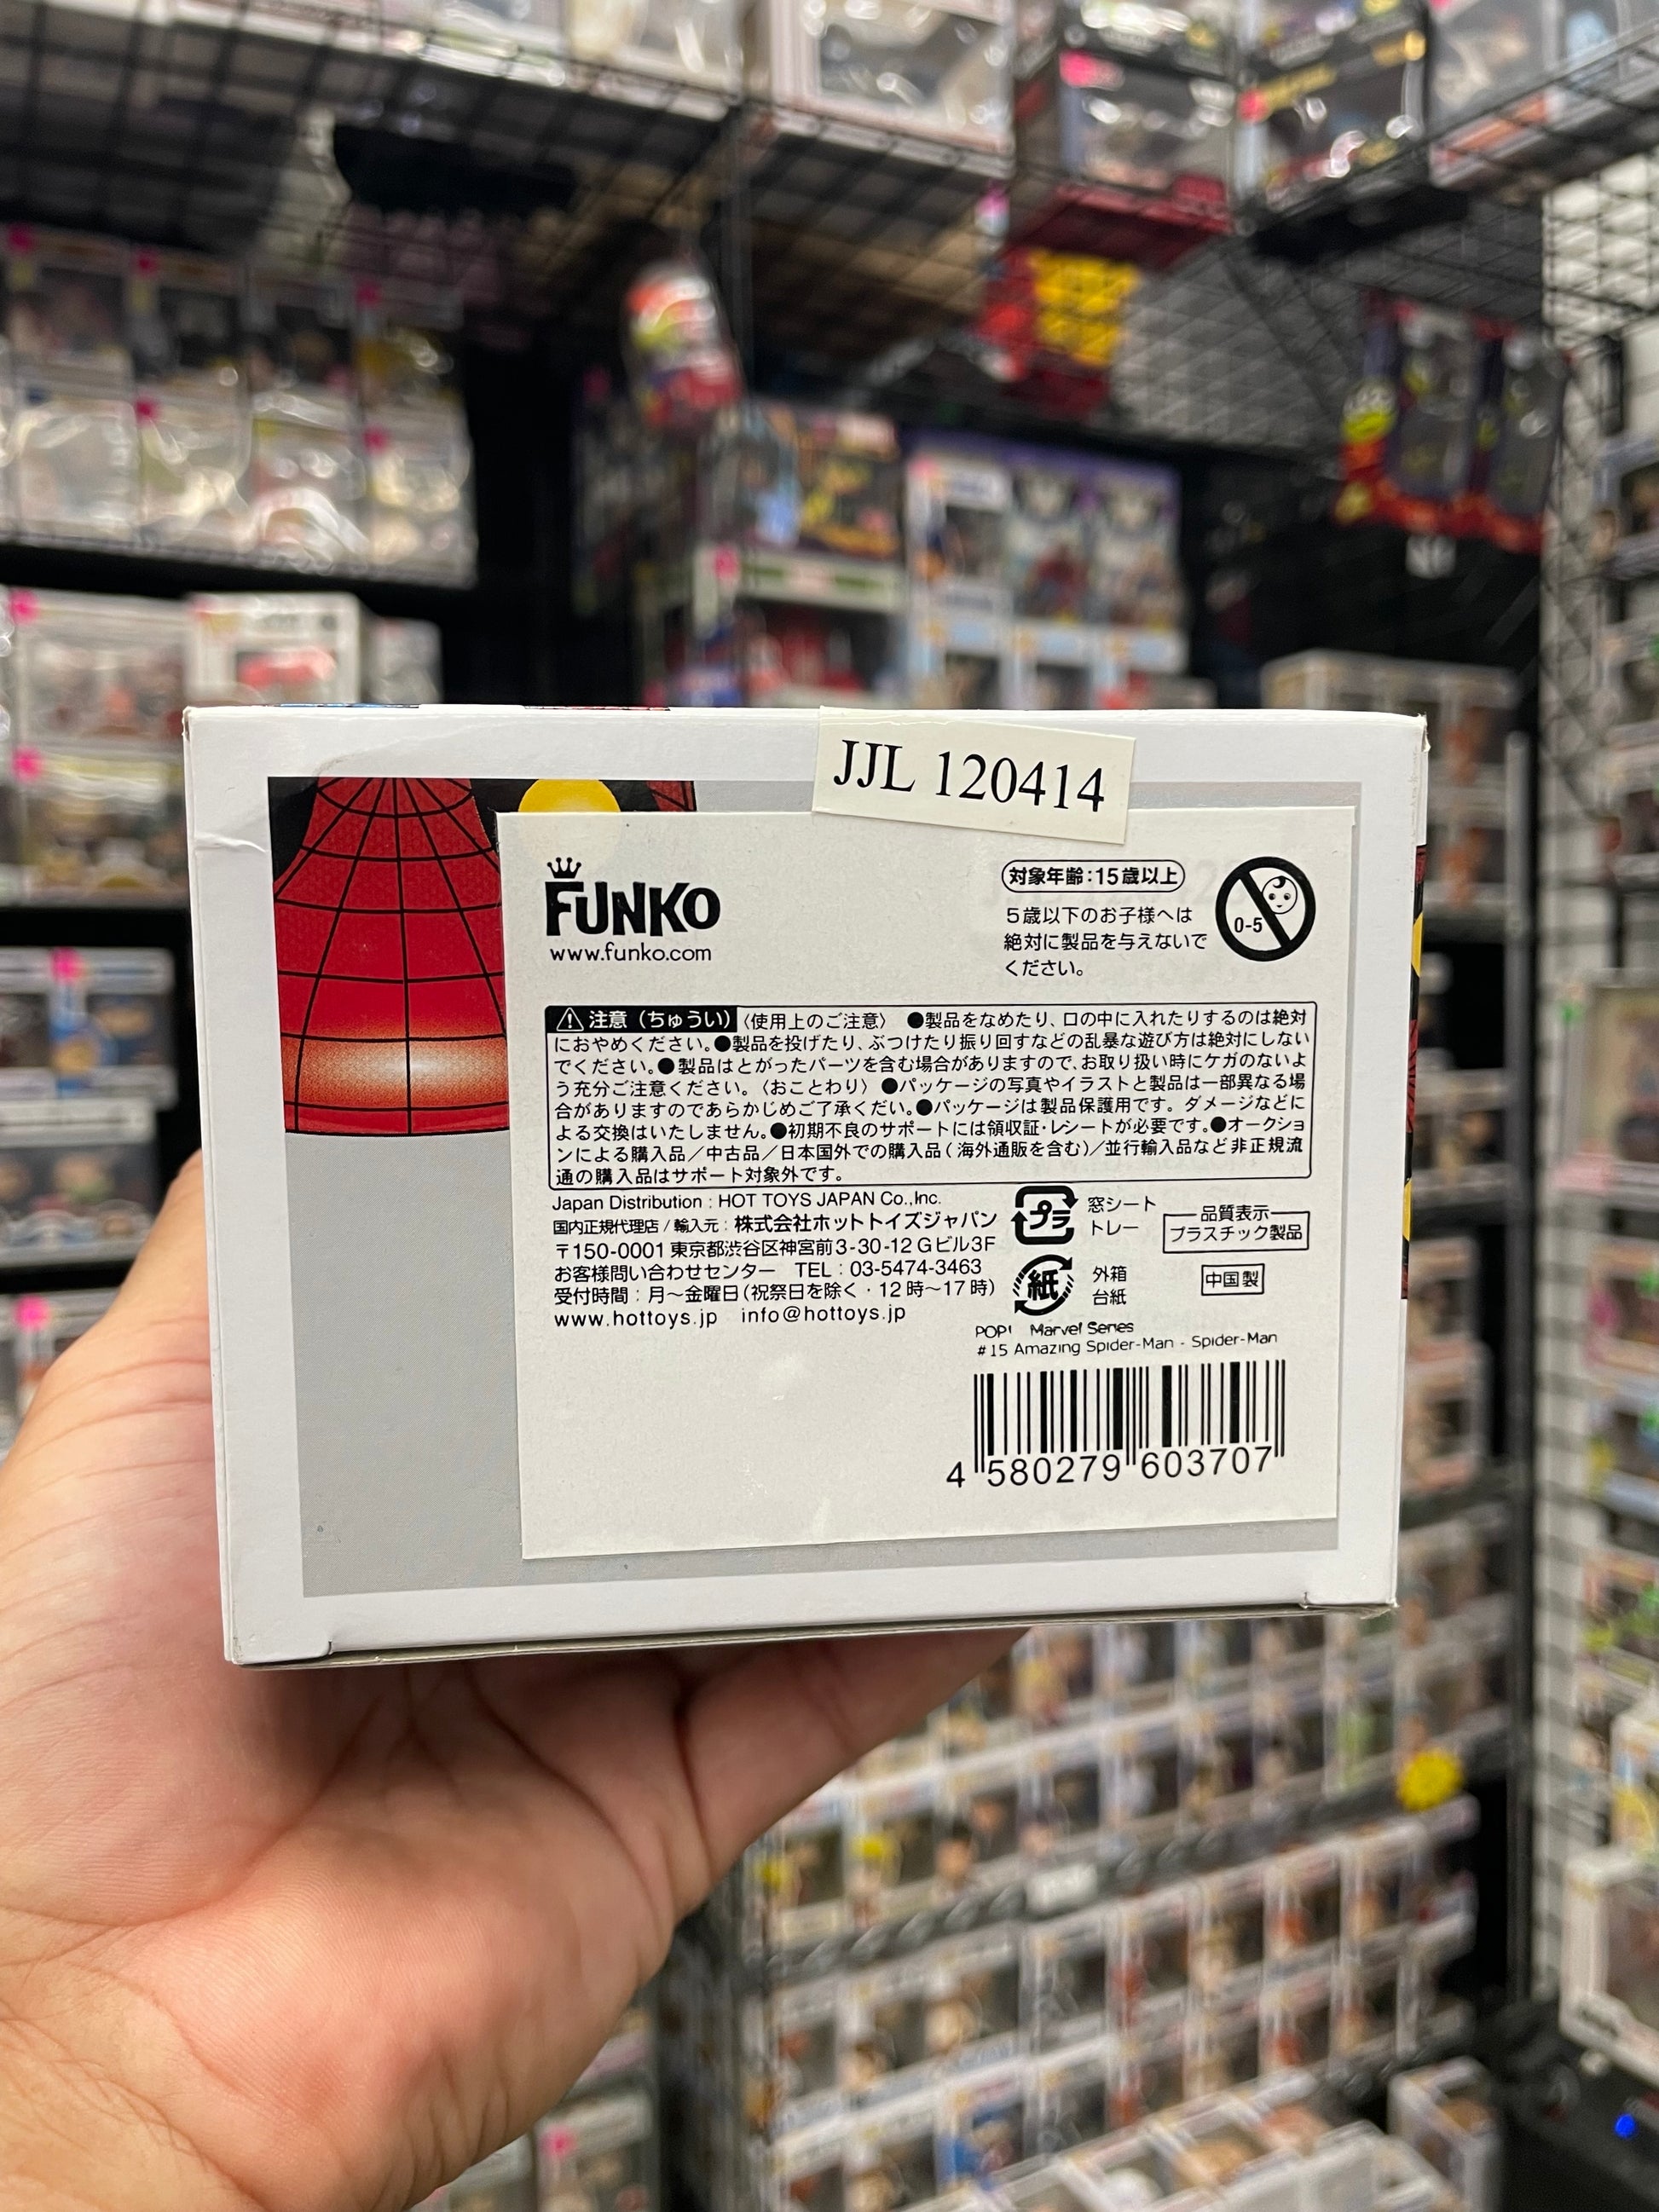 JJL 120414
FUNKO
www.funko.com
対象年齢:15歳以上
5歳以下のお子様へは
絶対に製品を与えないで
ください。
0-5
注意(ちゅうい)〈使用上のご注意〉 ●製品をなめたり、口の中に入れたりするのは絶対
におやめください。●製品を投げたり、ぶつけたり振り回すなどの乱暴な遊び方は絶対にしない
でください。●製品はとがったパーツを含む場合がありますので、お取り扱い時にケガのないよ
う充分ご注意ください。〈おことわり〉 ●パッケージの写真やイラストと製品は一部異なる場
合がありますのであらかじめご了承くだい。●パッケージは製品保護用です。ダメージなどに
よる交換はいたしません。●初期不良のサポートには領収証・レシートが必要です。●オークショ
ンによる購入品/中古品/日本国外での購入品(海外通販を含む)/並行輸入品など非正規流
通の購入品はサポート対象外です。
Japan Distribution : HOT TOYS JAPAN Co.,Inc.
国内正規代理店 / 輸入元 : 株式会社ホットトイズジャパン
〒150-0001 東京都渋谷区神宮前3-30-12 Gビル3F
お客様問い合わせセンター TEL : 03-5474-3463
受付時間 : 月〜金曜日(祝祭日を除く・12時〜17時)
www.hottoys.jp info@hottoys.jp
プラ
窓シート
トレー
品質表示
プラスチック製品
紙
外箱
台紙
中国製
POP! Marvel Series
#15 Amazing Spider-Man - Spider-Man
4 580279 603707